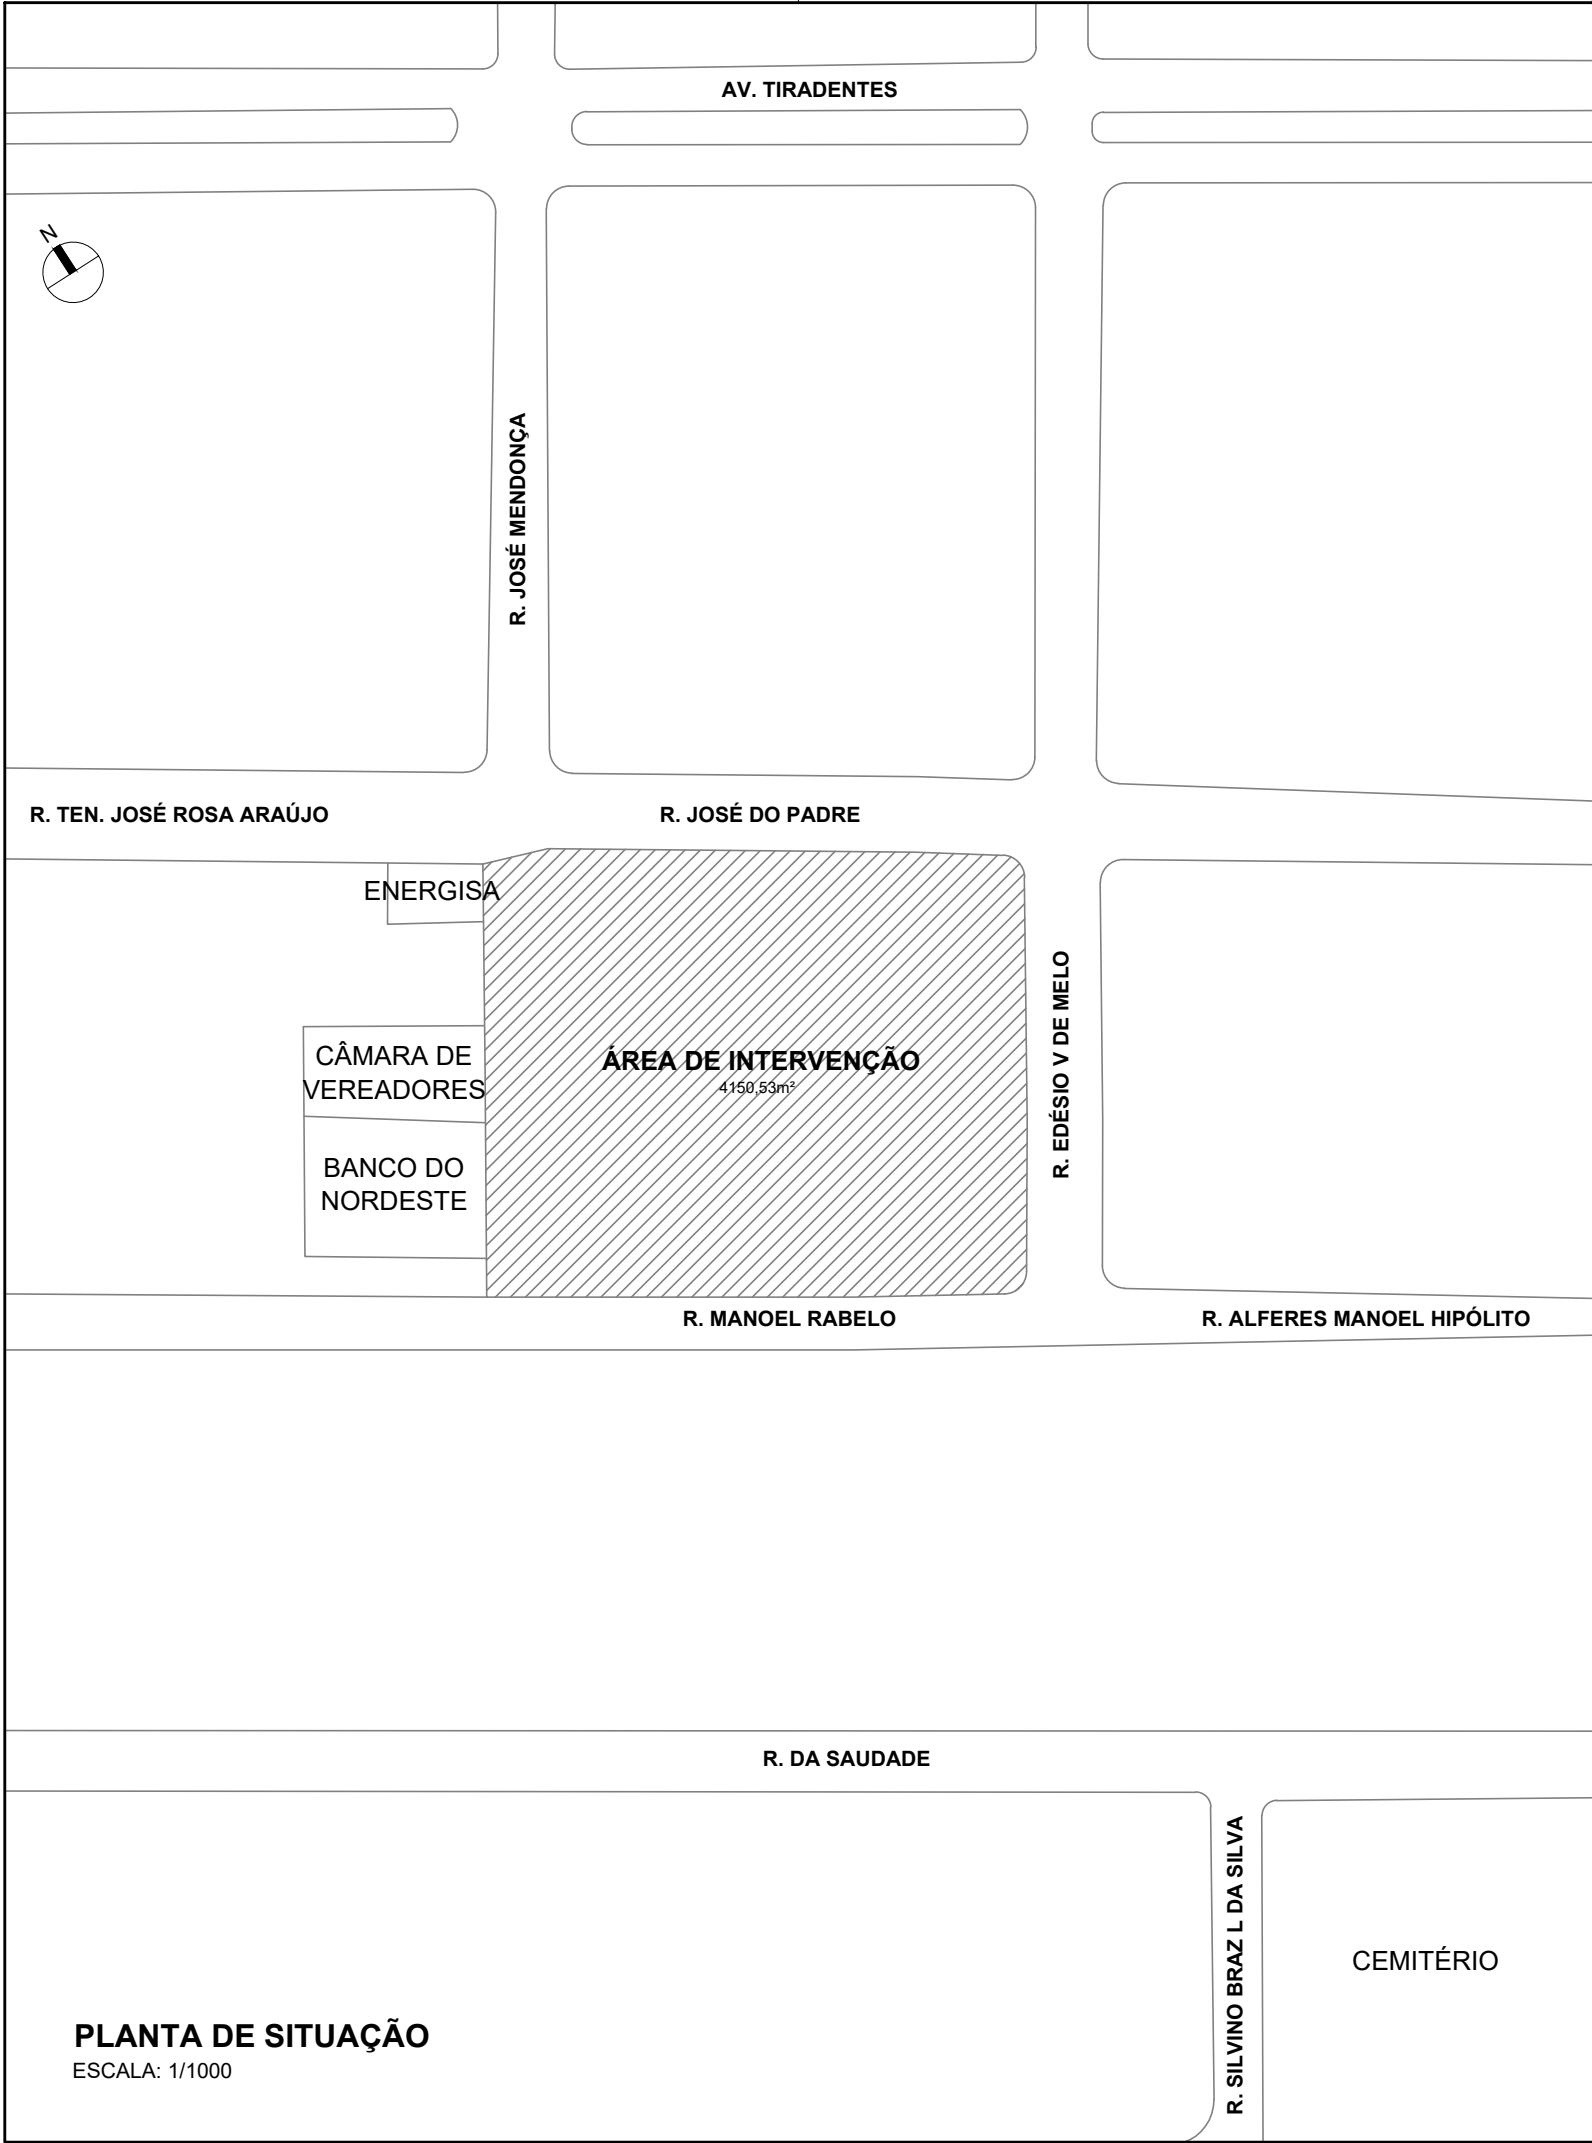 AV. TIRADENTES
N
R. JOSÉ MENDONÇA
R. TEN. JOSÉ ROSA ARAÚJO
R. JOSÉ DO PADRE
ENERGISA
R. EDÉSIO V DE MELO
CÂMARA DE
VEREADORES
ÁREA DE INTERVENÇÃO
4150,53m²
BANCO DO
NORDESTE
R. MANOEL RABELO
R. ALFERES MANOEL HIPÓLITO
R. DA SAUDADE
R. SILVINO BRAZ L DA SILVA
CEMITÉRIO
PLANTA DE SITUAÇÃO
ESCALA: 1/1000